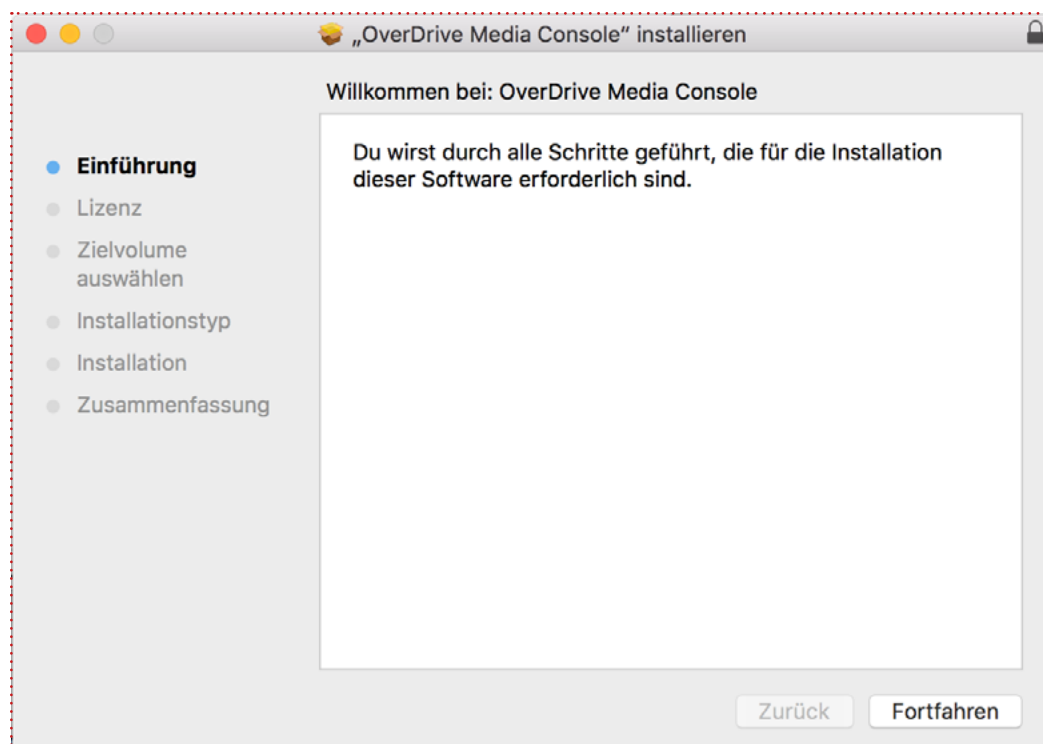 „OverDrive Media Console“ installieren
Willkommen bei: OverDrive Media Console
Du wirst durch alle Schritte geführt, die für die Installation
dieser Software erforderlich sind.
Einführung
Lizenz
Zielvolume
auswählen
Installationstyp
Installation
Zusammenfassung
Zurück
Fortfahren